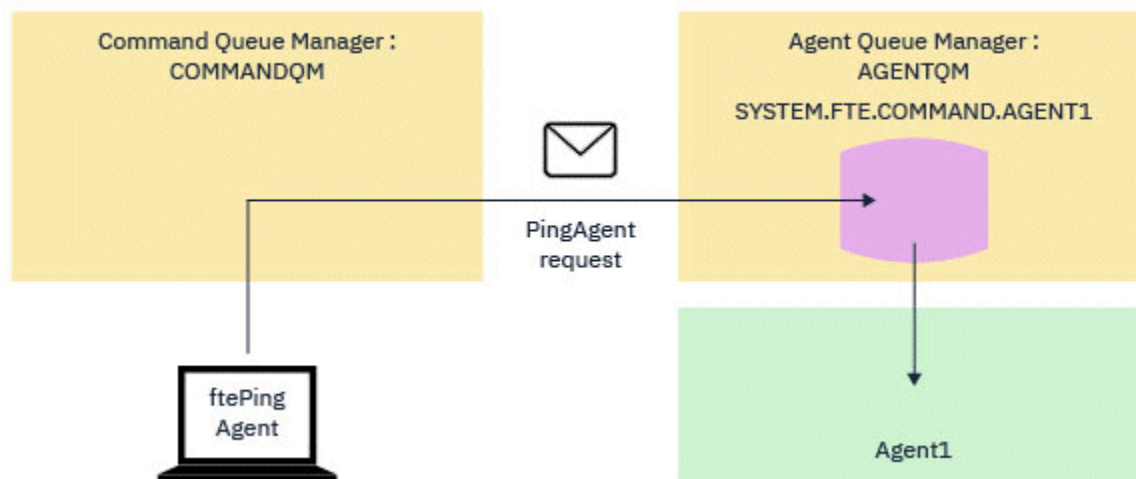 Command Queue Manager :
COMMANDQM
Agent Queue Manager :
AGENTQM
SYSTEM.FTE.COMMAND.AGENT1
PingAgent
request
ftePing
Agent
Agent1